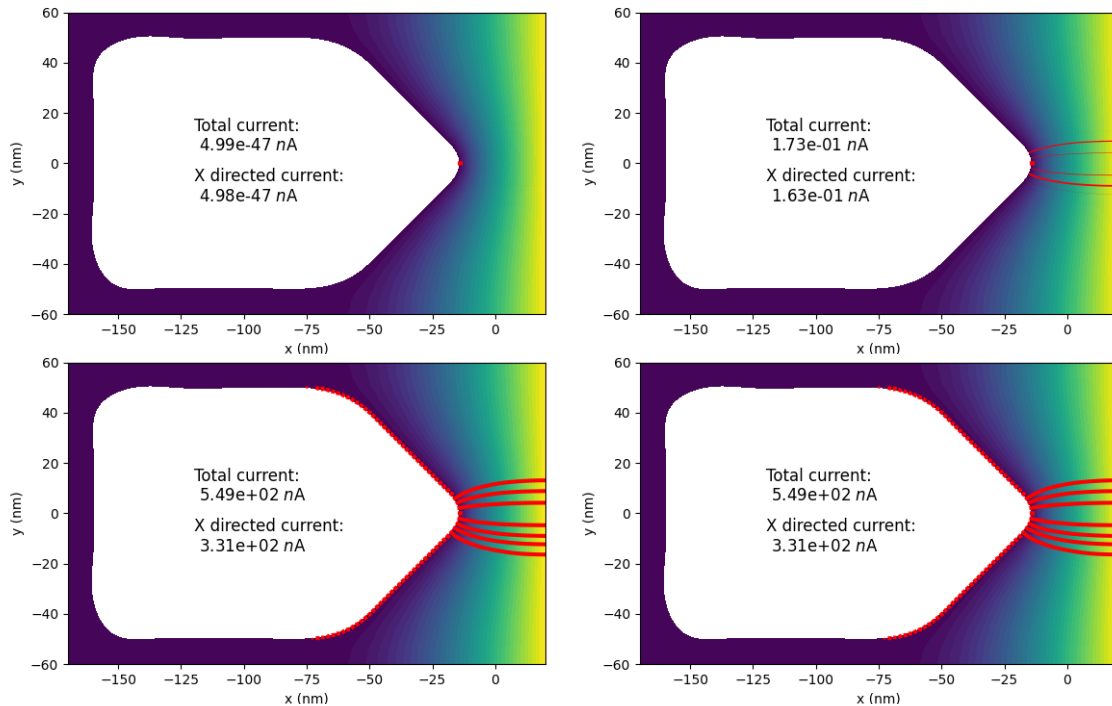 60
40
20
0
−20
−40
−60
y (nm)
Total current:
4.99e-47 nA
X directed current:
4.98e-47 nA
−150 −125 −100 −75 −50 −25 0
x (nm)
60
40
20
0
−20
−40
−60
y (nm)
Total current:
1.73e-01 nA
X directed current:
1.63e-01 nA
−150 −125 −100 −75 −50 −25 0
x (nm)
60
40
20
0
−20
−40
−60
y (nm)
Total current:
5.49e+02 nA
X directed current:
3.31e+02 nA
−150 −125 −100 −75 −50 −25 0
x (nm)
60
40
20
0
−20
−40
−60
y (nm)
Total current:
5.49e+02 nA
X directed current:
3.31e+02 nA
−150 −125 −100 −75 −50 −25 0
x (nm)